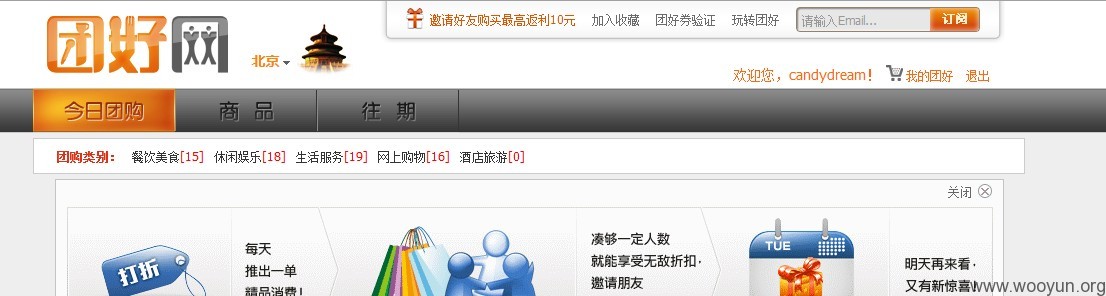 邀请好友购买最高返利10元 加入收藏 团好券验证 玩转团好 请输入Email... 订阅
团好网
北京
欢迎您，candydream！ 我的团好 退出
今日团购 商品 往期
团购类别： 餐饮美食[15] 休闲娱乐[18] 生活服务[19] 网上购物[16] 酒店旅游[0]
关闭
打折
每天
推出一单
精品消费！
凑够一定人数
就能享受无敌折扣，
邀请朋友
TUE
明天再来看，
又有新惊喜
www.wooyun.org